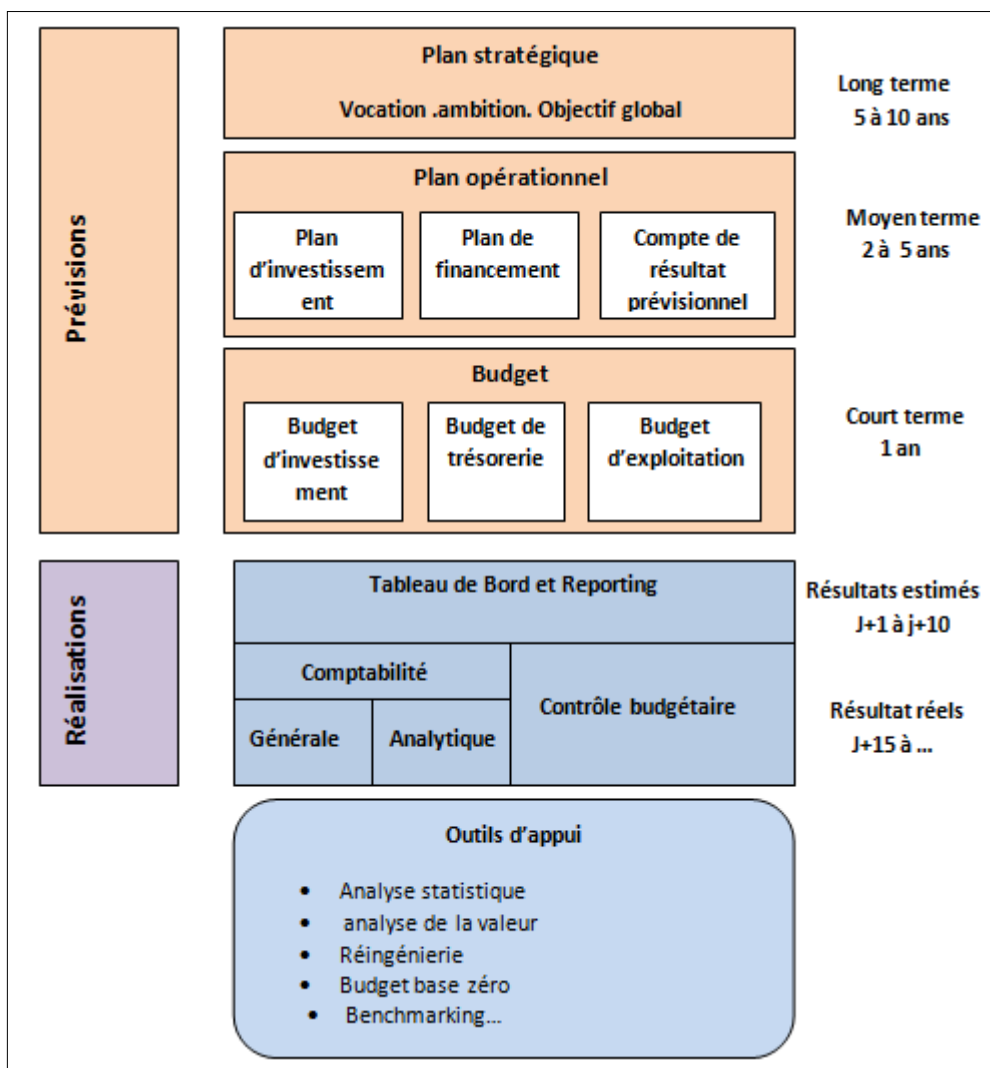 Prévisions
Plan stratégique
Vocation .ambition. Objectif global
Long terme
5 à 10 ans
Plan opérationnel
Plan
d'investissem
ent
Plan de
financement
Compte de
résultat
prévisionnel
Moyen terme
2 à 5 ans
Budget
Budget
d'investisse
ment
Budget de
trésorerie
Budget
d'exploitation
Court terme
1 an
Réalisations
Tableau de Bord et Reporting
Résultats estimés
J+1 à j+10
Comptabilité
Générale
Analytique
Contrôle budgétaire
Résultat réels
J+15 à ...
Outils d'appui
• Analyse statistique
• analyse de la valeur
• Réingénierie
• Budget base zéro
• Benchmarking...